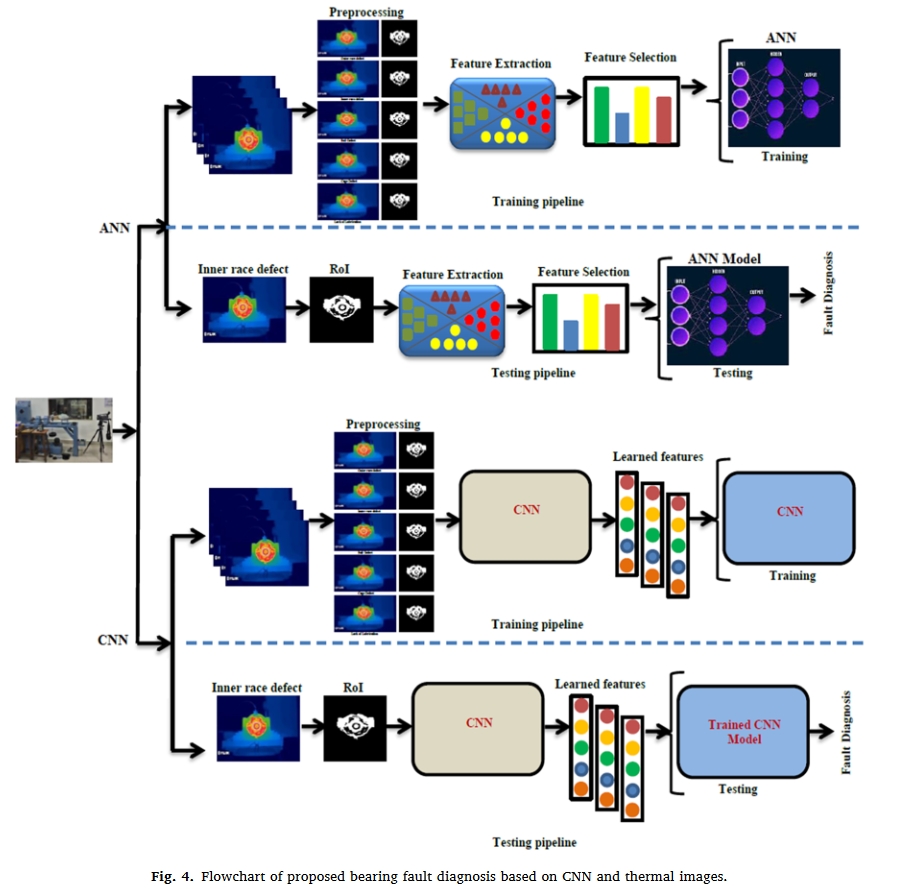 Preprocessing
Feature Extraction
Feature Selection
ANN
INPUT
HIDDEN
OUTPUT
Training
Training pipeline
ANN
Inner race defect
RoI
Feature Extraction
Feature Selection
ANN Model
INPUT
HIDDEN
OUTPUT
Fault Diagnosis
Testing
Testing pipeline
Preprocessing
CNN
Learned features
CNN
Training
Training pipeline
CNN
Inner race defect
RoI
CNN
Learned features
Trained CNN
Model
Fault Diagnosis
Testing
Testing pipeline
Fig. 4. Flowchart of proposed bearing fault diagnosis based on CNN and thermal images.